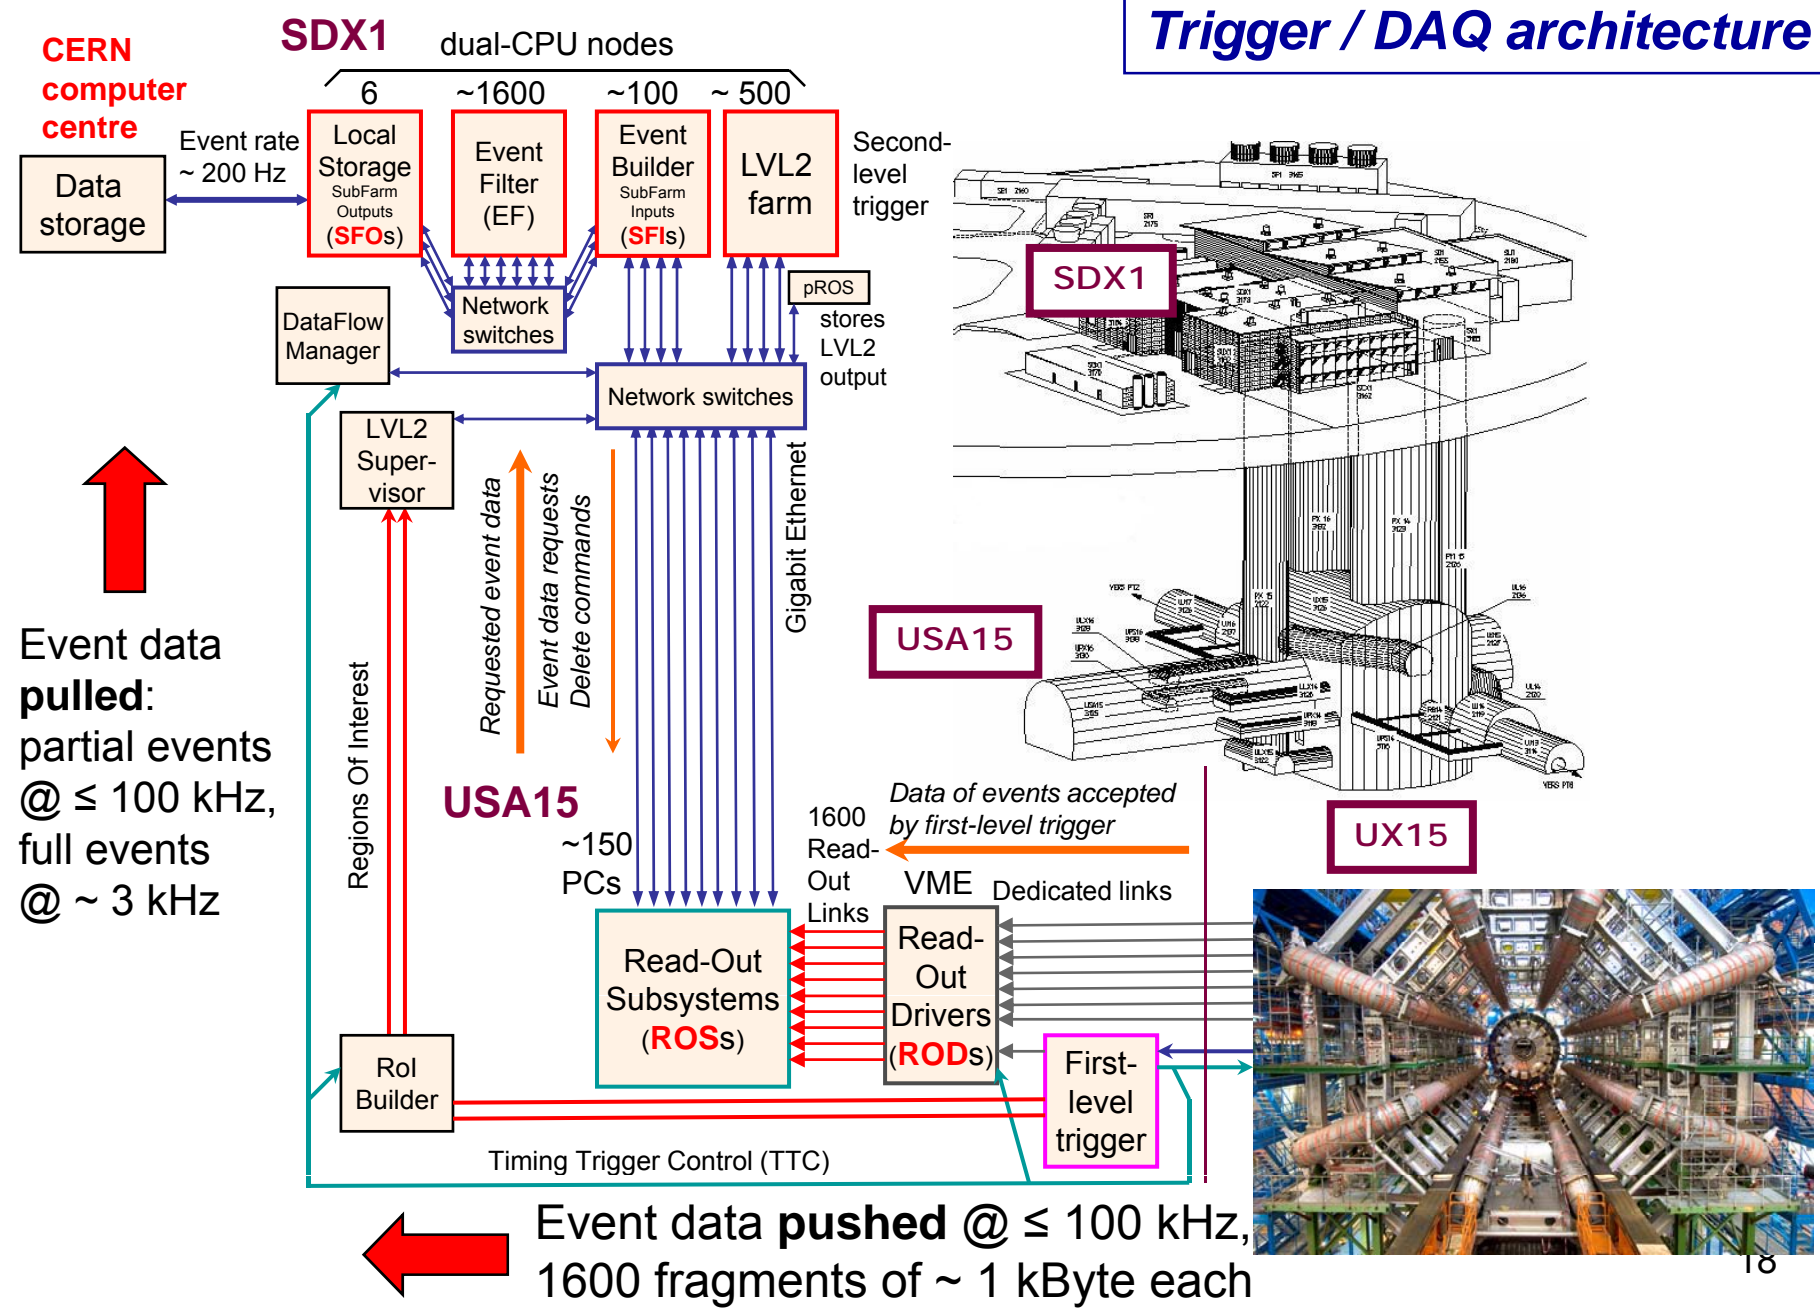 Trigger / DAQ architecture
SDX1
dual-CPU nodes
CERN
computer
centre
6
~1600
~100
~ 500
Event rate
~ 200 Hz
Data
storage
Local
Storage
SubFarm
Outputs
(SFOs)
Event
Filter
(EF)
Event
Builder
SubFarm
Inputs
(SFIs)
LVL2
farm
Second-
level
trigger
pROS
stores
LVL2
output
Network
switches
DataFlow
Manager
Network switches
LVL2
Super-
visor
Requested event data
Event data requests
Delete commands
Gigabit Ethernet
Regions Of Interest
Event data
pulled:
partial events
@ ≤ 100 kHz,
full events
@ ~ 3 kHz
SDX1
USA15
UX15
USA15
~150
PCs
1600
Read-
Out
Links
Data of events accepted
by first-level trigger
VME
Dedicated links
Read-Out
Subsystems
(ROSs)
Read-
Out
Drivers
(RODs)
First-
level
trigger
RoI
Builder
Timing Trigger Control (TTC)
Event data pushed @ ≤ 100 kHz,
1600 fragments of ~ 1 kByte each
18